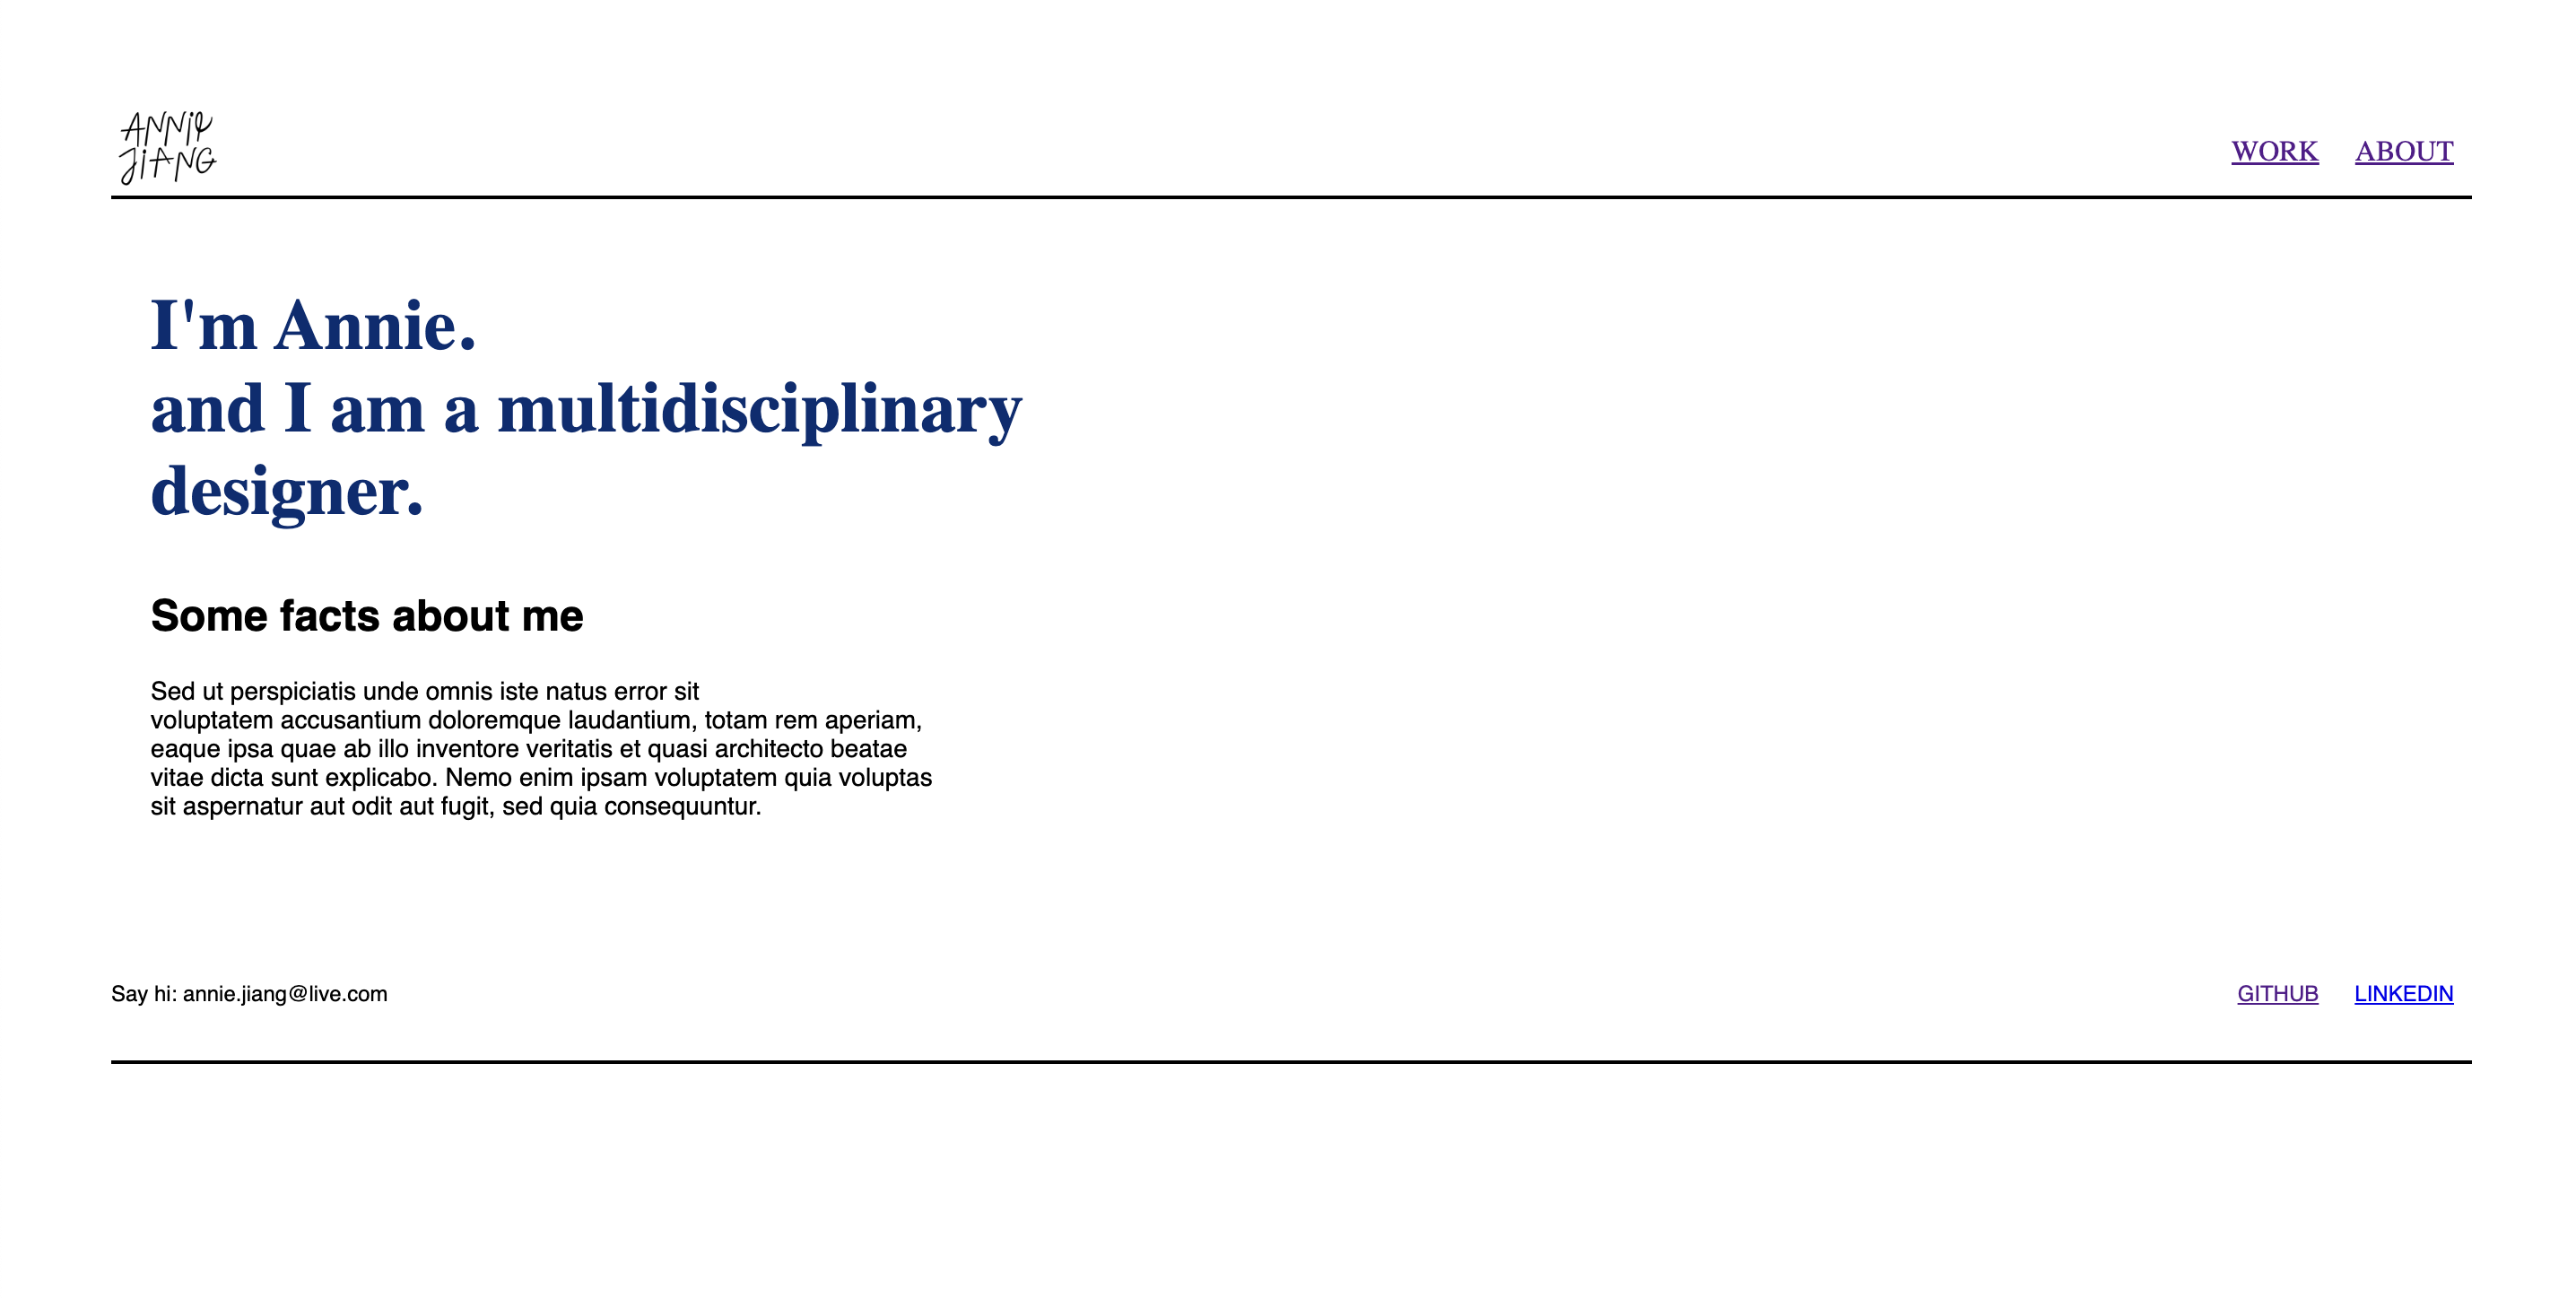 ANNiE
JiANG
WORK ABOUT
I'm Annie.
and I am a multidisciplinary
designer.
Some facts about me
Sed ut perspiciatis unde omnis iste natus error sit
voluptatem accusantium doloremque laudantium, totam rem aperiam,
eaque ipsa quae ab illo inventore veritatis et quasi architecto beatae
vitae dicta sunt explicabo. Nemo enim ipsam voluptatem quia voluptas
sit aspernatur aut odit aut fugit, sed quia consequuntur.
Say hi: annie.jiang@live.com GITHUB LINKEDIN